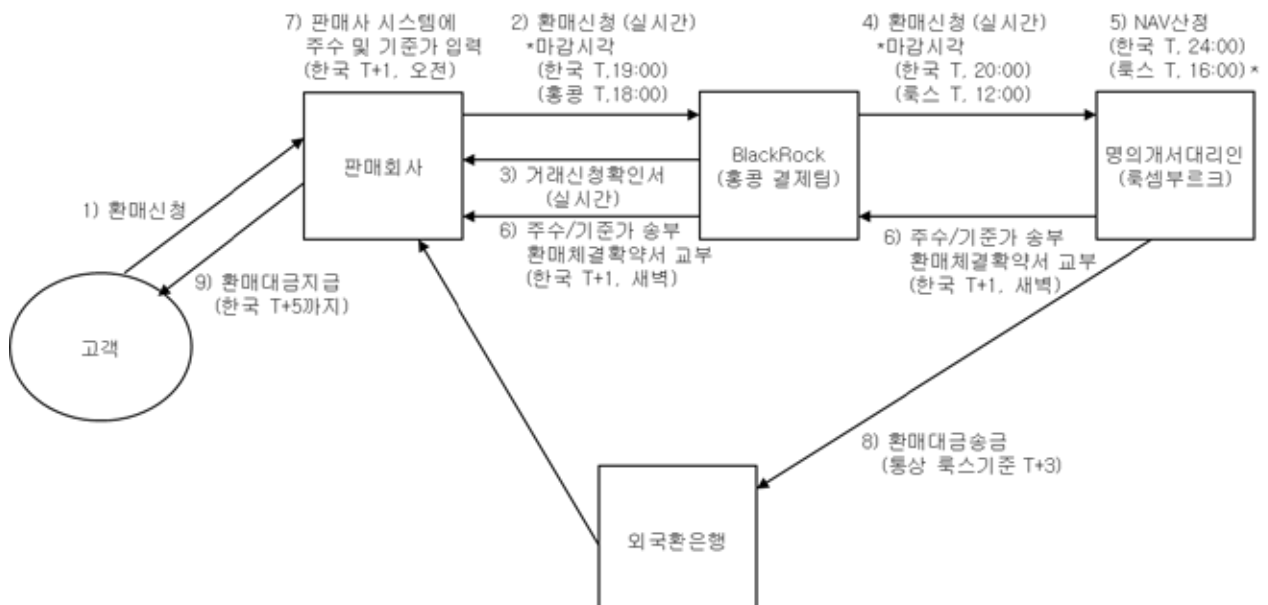 7) 판매사 시스템에
주수 및 기준가 입력
(한국 T+1, 오전)
2) 환매신청 (실시간)
*마감시각
(한국 T,19:00)
(홍콩 T,18:00)
4) 환매신청 (실시간)
*마감시각
(한국 T, 20:00)
(룩스 T, 12:00)
5) NAV산정
(한국 T, 24:00)
(룩스 T, 16:00)*
판매회사
BlackRock
(홍콩 결제팀)
명의개서대리인
(룩셈부르크)
3) 거래신청확인서
(실시간)
1) 환매신청
6) 주수/기준가 송부
환매체결확약서 교부
(한국 T+1, 새벽)
6) 주수/기준가 송부
환매체결확약서 교부
(한국 T+1, 새벽)
9) 환매대금지급
(한국 T+5까지)
고객
8) 환매대금송금
(통상 룩스기준 T+3)
외국환은행